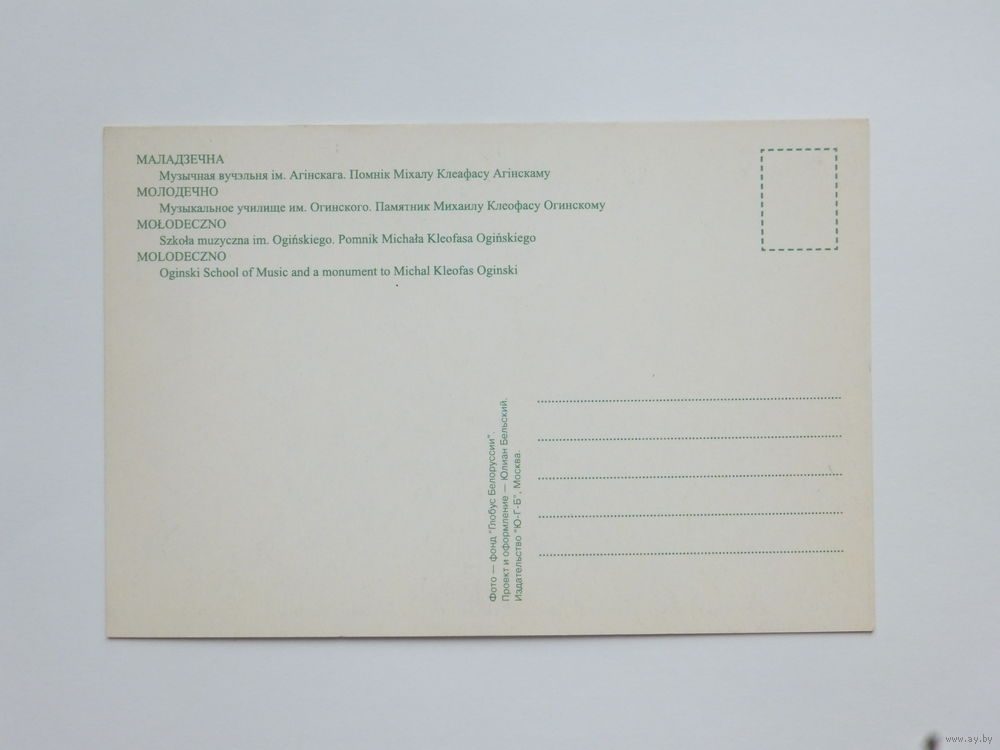 МАЛАДЗЕЧНА
Музычная вучэльня ім. Агінскага. Помнік Міхалу Клеафасу Агінскаму
МОЛОДЕЧНО
Музыкальное училище им. Огинского. Памятник Михаилу Клеофасу Огинскому
MOŁODECZNO
Szkoła muzyczna im. Ogińskiego. Pomnik Michała Kleofasa Ogińskiego
MOLODECZNO
Oginski School of Music and a monument to Michal Kleofas Oginski
Фото — фонд "Глобус Белоруссии".
Проект и оформление — Юлиан Бельский.
Издательство "Ю-Г-Б", Москва.
www.ay.by